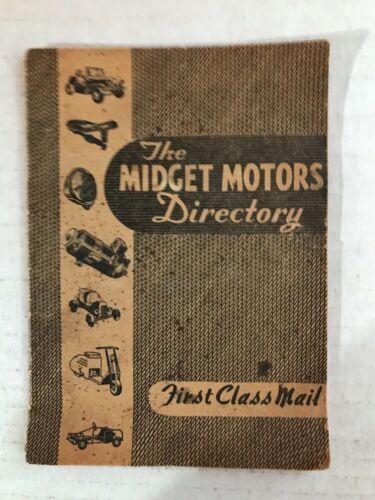 The
MIDGET MOTORS
Directory
First Class Mail